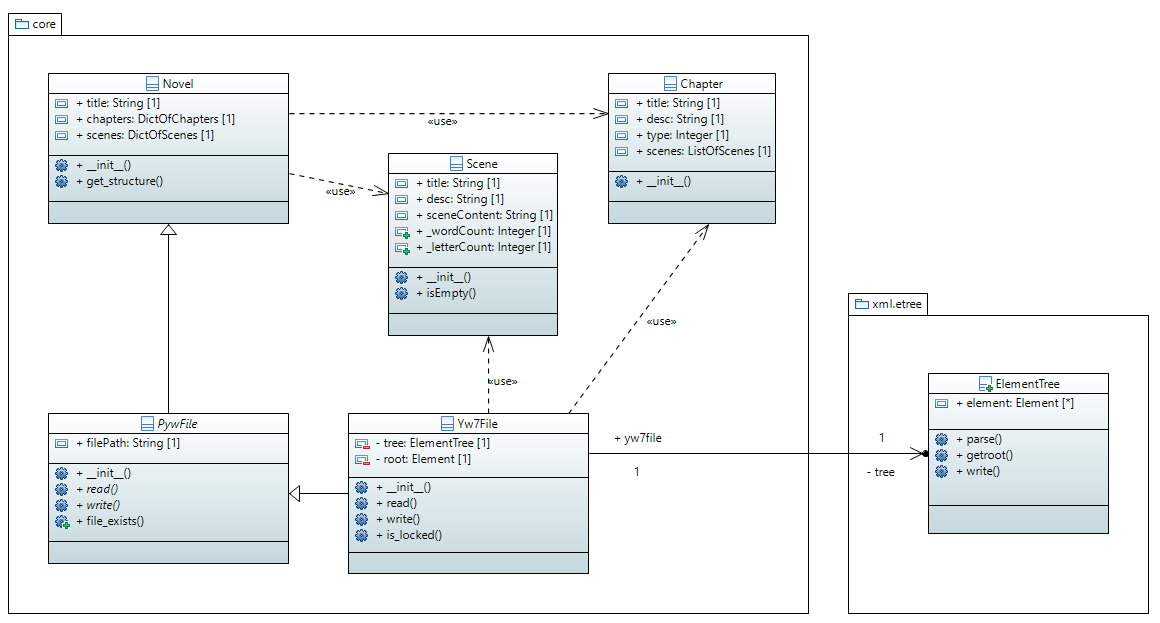 core
Novel
+ title: String [1]
+ chapters: DictOfChapters [1]
+ scenes: DictOfScenes [1]
+ __init__()
+ get_structure()
«use»
«use»
Chapter
+ title: String [1]
+ desc: String [1]
+ type: Integer [1]
+ scenes: ListOfScenes [1]
+ __init__()
Scene
+ title: String [1]
+ desc: String [1]
+ sceneContent: String [1]
+ _wordCount: Integer [1]
+ _letterCount: Integer [1]
+ __init__()
+ isEmpty()
«use»
«use»
PywFile
+ filePath: String [1]
+ __init__()
+ read()
+ write()
+ file_exists()
Yw7File
- tree: ElementTree [1]
- root: Element [1]
+ __init__()
+ read()
+ write()
+ is_locked()
+ yw7file
1
1
- tree
xml.etree
ElementTree
+ element: Element [*]
+ parse()
+ getroot()
+ write()